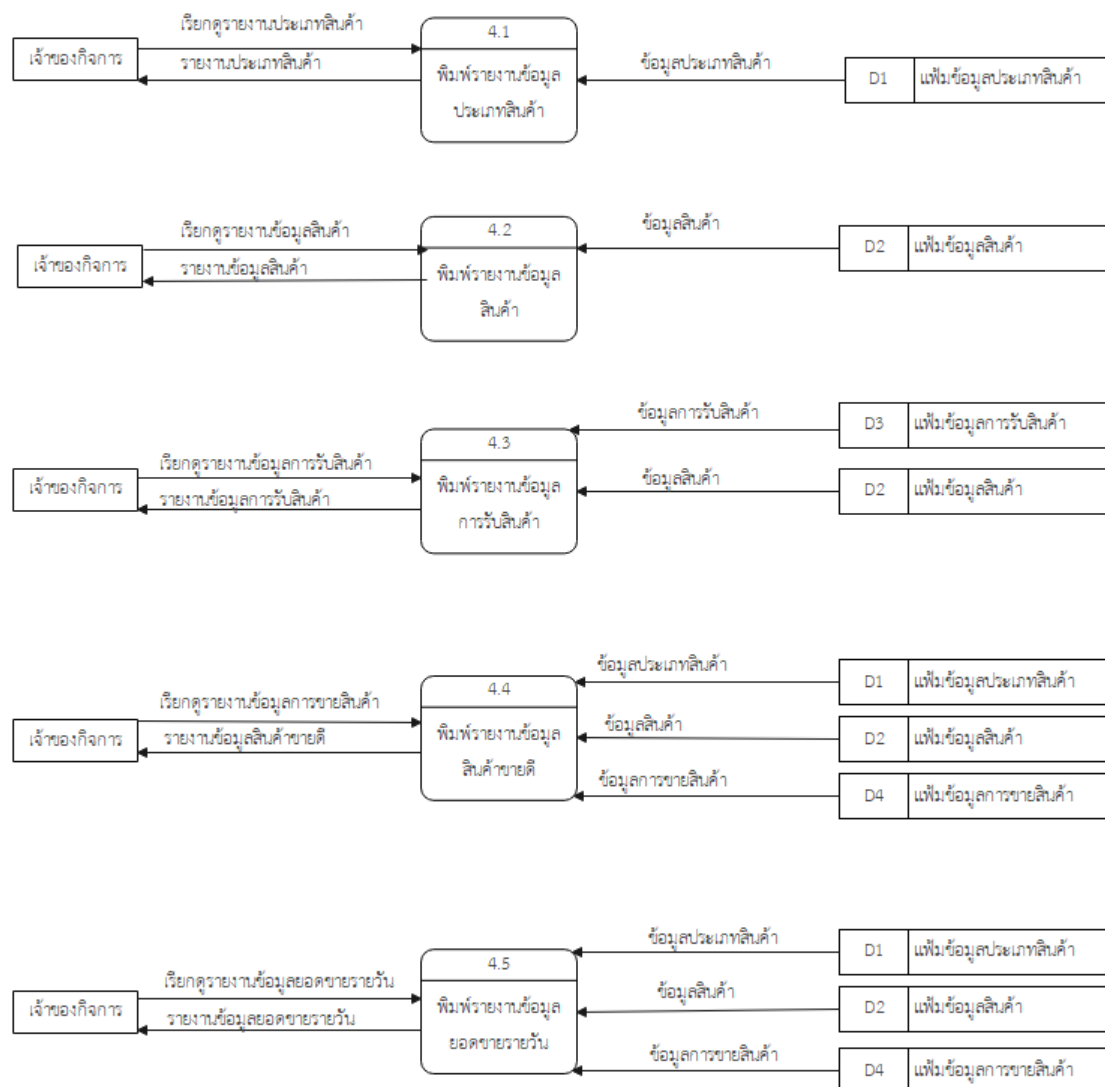 เรียกดูรายงานประเภทสินค้า
4.1
เจ้าของกิจการ
รายงานประเภทสินค้า
พิมพ์รายงานข้อมูล
ประเภทสินค้า
ข้อมูลประเภทสินค้า
D1 แฟ้มข้อมูลประเภทสินค้า
เรียกดูรายงานข้อมูลสินค้า
4.2
เจ้าของกิจการ
รายงานข้อมูลสินค้า
พิมพ์รายงานข้อมูล
สินค้า
ข้อมูลสินค้า
D2 แฟ้มข้อมูลสินค้า
ข้อมูลการรับสินค้า
D3 แฟ้มข้อมูลการรับสินค้า
4.3
เรียกดูรายงานข้อมูลการรับสินค้า
เจ้าของกิจการ
รายงานข้อมูลการรับสินค้า
พิมพ์รายงานข้อมูล
การรับสินค้า
ข้อมูลสินค้า
D2 แฟ้มข้อมูลสินค้า
ข้อมูลประเภทสินค้า
D1 แฟ้มข้อมูลประเภทสินค้า
4.4
เรียกดูรายงานข้อมูลการขายสินค้า
เจ้าของกิจการ
รายงานข้อมูลสินค้าขายดี
พิมพ์รายงานข้อมูล
สินค้าขายดี
ข้อมูลสินค้า
D2 แฟ้มข้อมูลสินค้า
ข้อมูลการขายสินค้า
D4 แฟ้มข้อมูลการขายสินค้า
ข้อมูลประเภทสินค้า
D1 แฟ้มข้อมูลประเภทสินค้า
4.5
เรียกดูรายงานข้อมูลยอดขายรายวัน
เจ้าของกิจการ
รายงานข้อมูลยอดขายรายวัน
พิมพ์รายงานข้อมูล
ยอดขายรายวัน
ข้อมูลสินค้า
D2 แฟ้มข้อมูลสินค้า
ข้อมูลการขายสินค้า
D4 แฟ้มข้อมูลการขายสินค้า